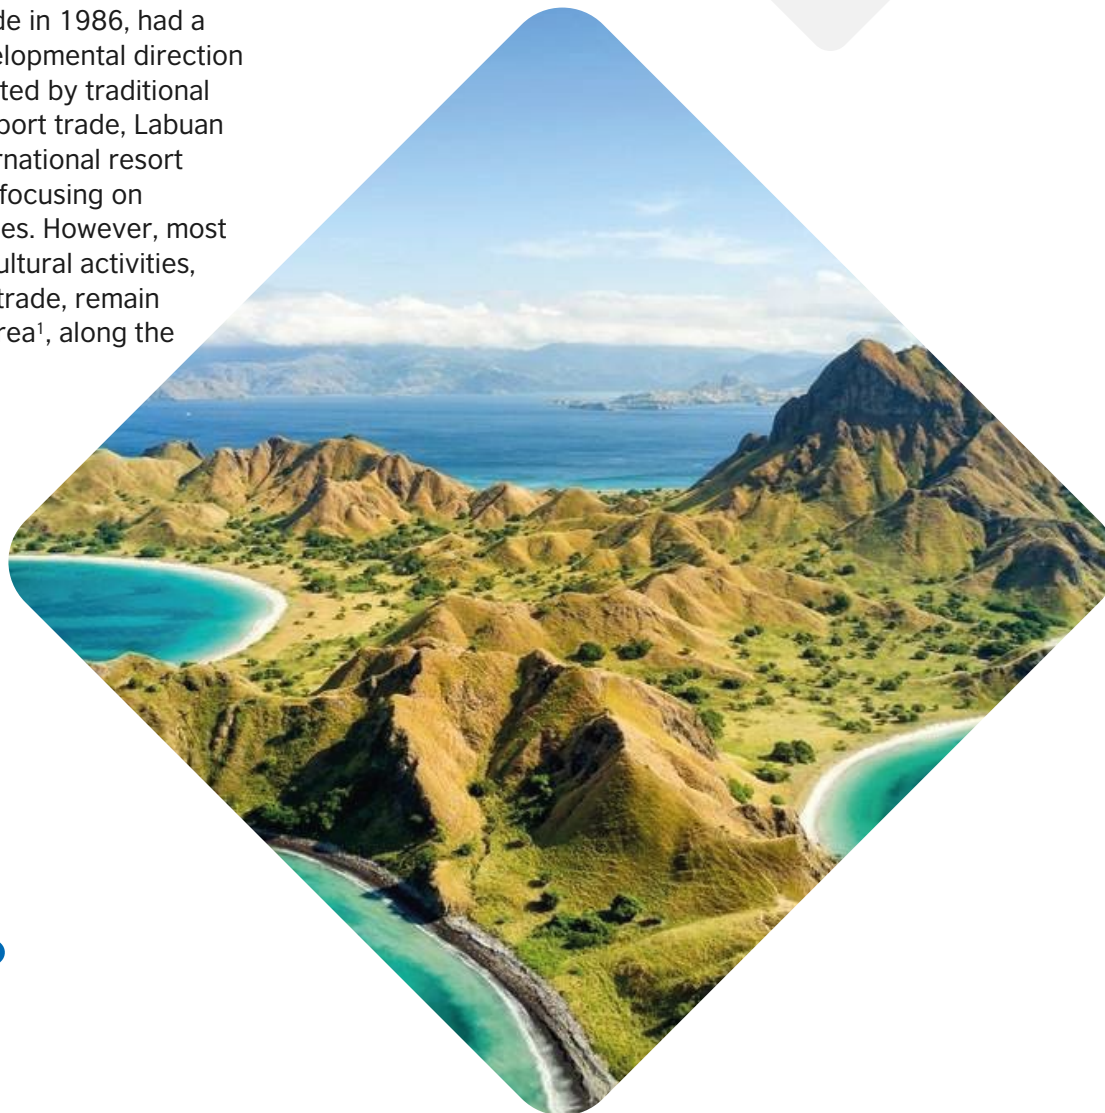 de in 1986, had a
elopmental direction
ted by traditional
port trade, Labuan
rnational resort
focusing on
es. However, most
ultural activities,
trade, remain
rea¹, along the